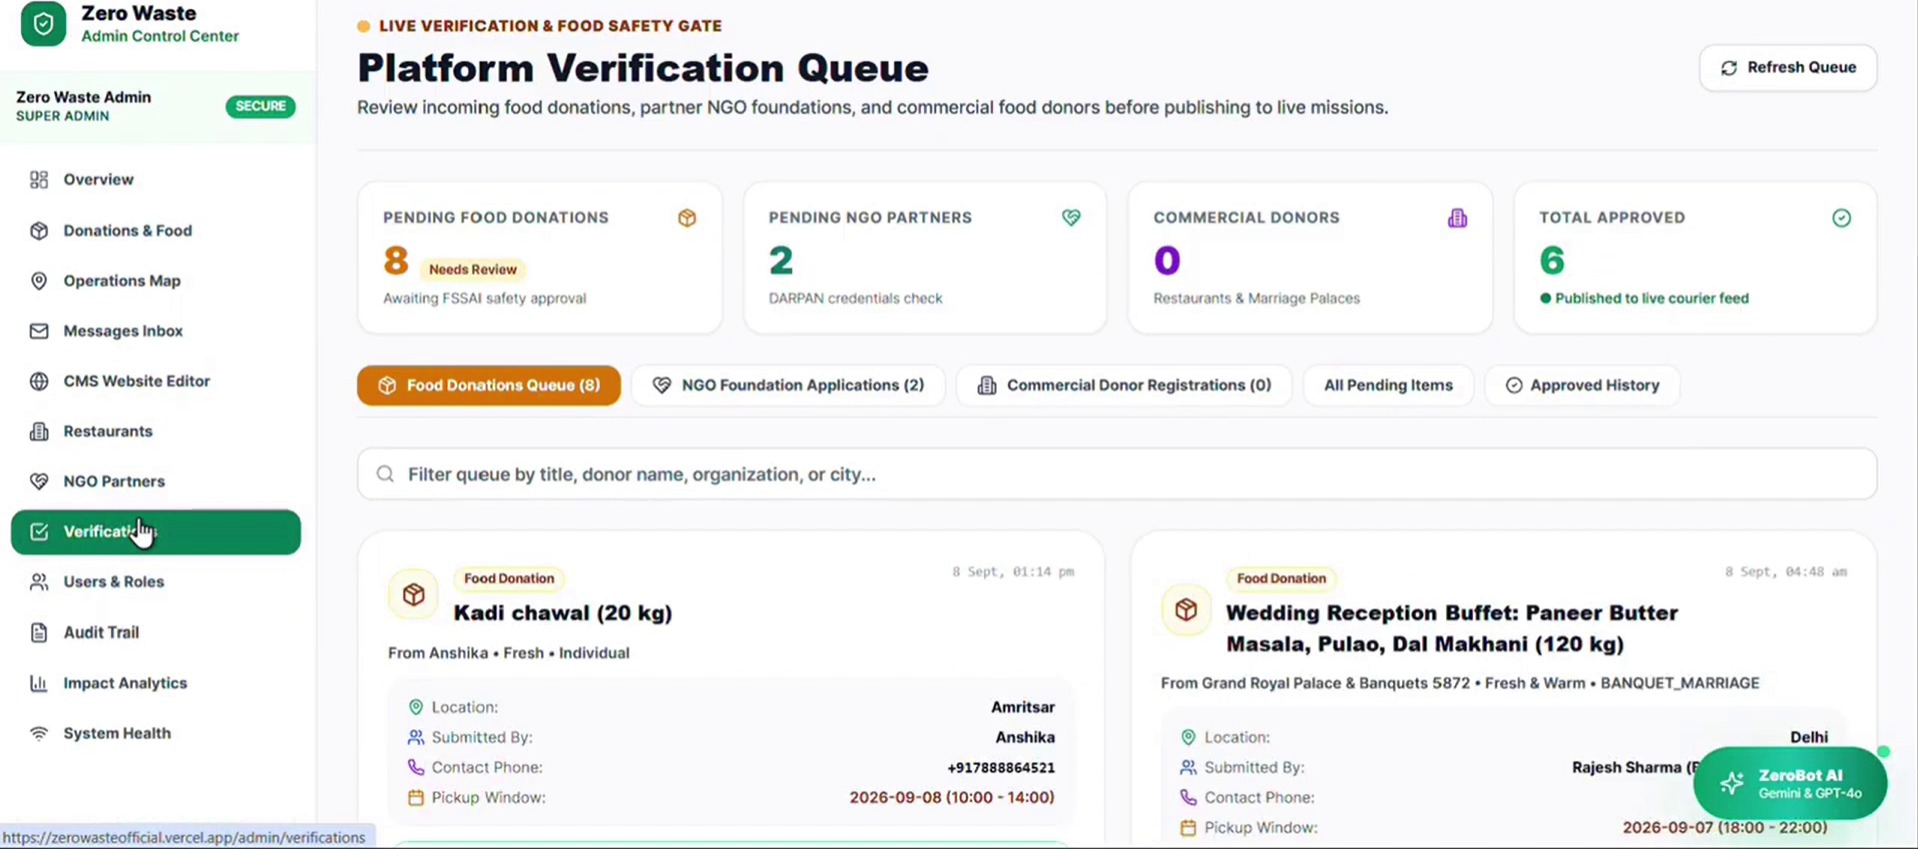 Zero Waste
Admin Control Center
Zero Waste Admin
SUPER ADMIN
SECURE
Overview
Donations & Food
Operations Map
Messages Inbox
CMS Website Editor
Restaurants
NGO Partners
Users & Roles
Audit Trail
Impact Analytics
System Health
https://zerowasteofficial.vercel.app/admin/verifications
LIVE VERIFICATION & FOOD SAFETY GATE
Platform Verification Queue
Review incoming food donations, partner NGO foundations, and commercial food donors before publishing to live missions.
Refresh Queue
PENDING FOOD DONATIONS
8 Needs Review
Awaiting FSSAI safety approval
PENDING NGO PARTNERS
2
DARPAN credentials check
COMMERCIAL DONORS
0
Restaurants & Marriage Palaces
TOTAL APPROVED
6
Published to live courier feed
Food Donations Queue (8)
NGO Foundation Applications (2)
Commercial Donor Registrations (0)
All Pending Items
Approved History
Filter queue by title, donor name, organization, or city...
Food Donation
8 Sept, 01:14 pm
Kadi chawal (20 kg)
From Anshika • Fresh • Individual
Location: Amritsar
Submitted By: Anshika
Contact Phone: +917888864521
Pickup Window: 2026-09-08 (10:00 - 14:00)
Food Donation
8 Sept, 04:48 am
Wedding Reception Buffet: Paneer Butter
Masala, Pulao, Dal Makhani (120 kg)
From Grand Royal Palace & Banquets 5872 • Fresh & Warm • BANQUET_MARRIAGE
Location: Delhi
Submitted By: Rajesh Sharma
Contact Phone:
Pickup Window: 2026-09-07 (18:00 - 22:00)
ZeroBot AI
Gemini & GPT-4o